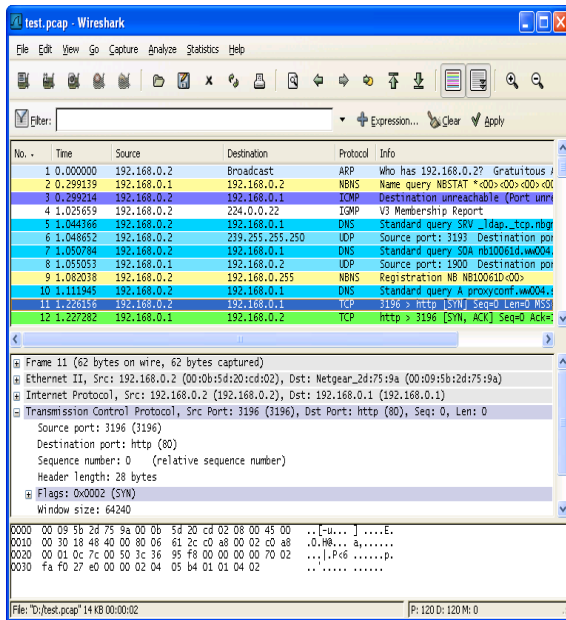 test.pcap - Wireshark
File Edit View Go Capture Analyze Statistics Help
Filter: Expression... Clear Apply
No. . Time Source Destination Protocol Info
1 0.000000 192.168.0.2 Broadcast ARP Who has 192.168.0.2? Gratuitous A
2 0.299139 192.168.0.1 192.168.0.2 NBNS Name query NBSTAT *<00><00><00><0
3 0.299214 192.168.0.2 192.168.0.1 ICMP Destination unreachable (Port unre
4 1.025659 192.168.0.2 224.0.0.22 IGMP V3 Membership Report
5 1.044366 192.168.0.2 192.168.0.1 DNS Standard query SRV _ldap._tcp.nbgm
6 1.048652 192.168.0.2 239.255.255.250 UDP Source port: 3193 Destination por
7 1.050784 192.168.0.2 192.168.0.1 DNS Standard query SOA nb10061d.ww004.
8 1.055053 192.168.0.1 192.168.0.2 UDP Source port: 1900 Destination por
9 1.082038 192.168.0.2 192.168.0.255 NBNS Registration NB NB10061D<00>
10 1.111945 192.168.0.2 192.168.0.1 DNS Standard query A proxyconf.ww004.s
11 1.226156 192.168.0.2 192.168.0.1 TCP 3196 > http [SYN] Seq=0 Len=0 MSS
12 1.227282 192.168.0.1 192.168.0.2 TCP http > 3196 [SYN, ACK] Seq=0 Ack=1
Frame 11 (62 bytes on wire, 62 bytes captured)
Ethernet II, Src: 192.168.0.2 (00:0b:5d:20:cd:02), Dst: Netgear_2d:75:9a (00:09:5b:2d:75:9a)
Internet Protocol, Src: 192.168.0.2 (192.168.0.2), Dst: 192.168.0.1 (192.168.0.1)
Transmission Control Protocol, Src Port: 3196 (3196), Dst Port: http (80), Seq: 0, Len: 0
Source port: 3196 (3196)
Destination port: http (80)
Sequence number: 0 (relative sequence number)
Header length: 28 bytes
Flags: 0x0002 (SYN)
Window size: 64240
0000 00 09 5b 2d 75 9a 00 0b 5d 20 cd 02 08 00 45 00 ..[-u... ] ....E.
0010 00 30 18 48 40 00 80 06 61 2c c0 a8 00 02 c0 a8 .0.H@... a,......
0020 00 01 0c 7c 00 50 3c 36 95 f8 00 00 00 00 70 02 ...|.P<6 ......p.
0030 fa f0 27 e0 00 00 02 04 05 b4 01 01 04 02 ..'..... ......
File: "D:/test.pcap" 14 KB 00:00:02 P: 120 D: 120 M: 0